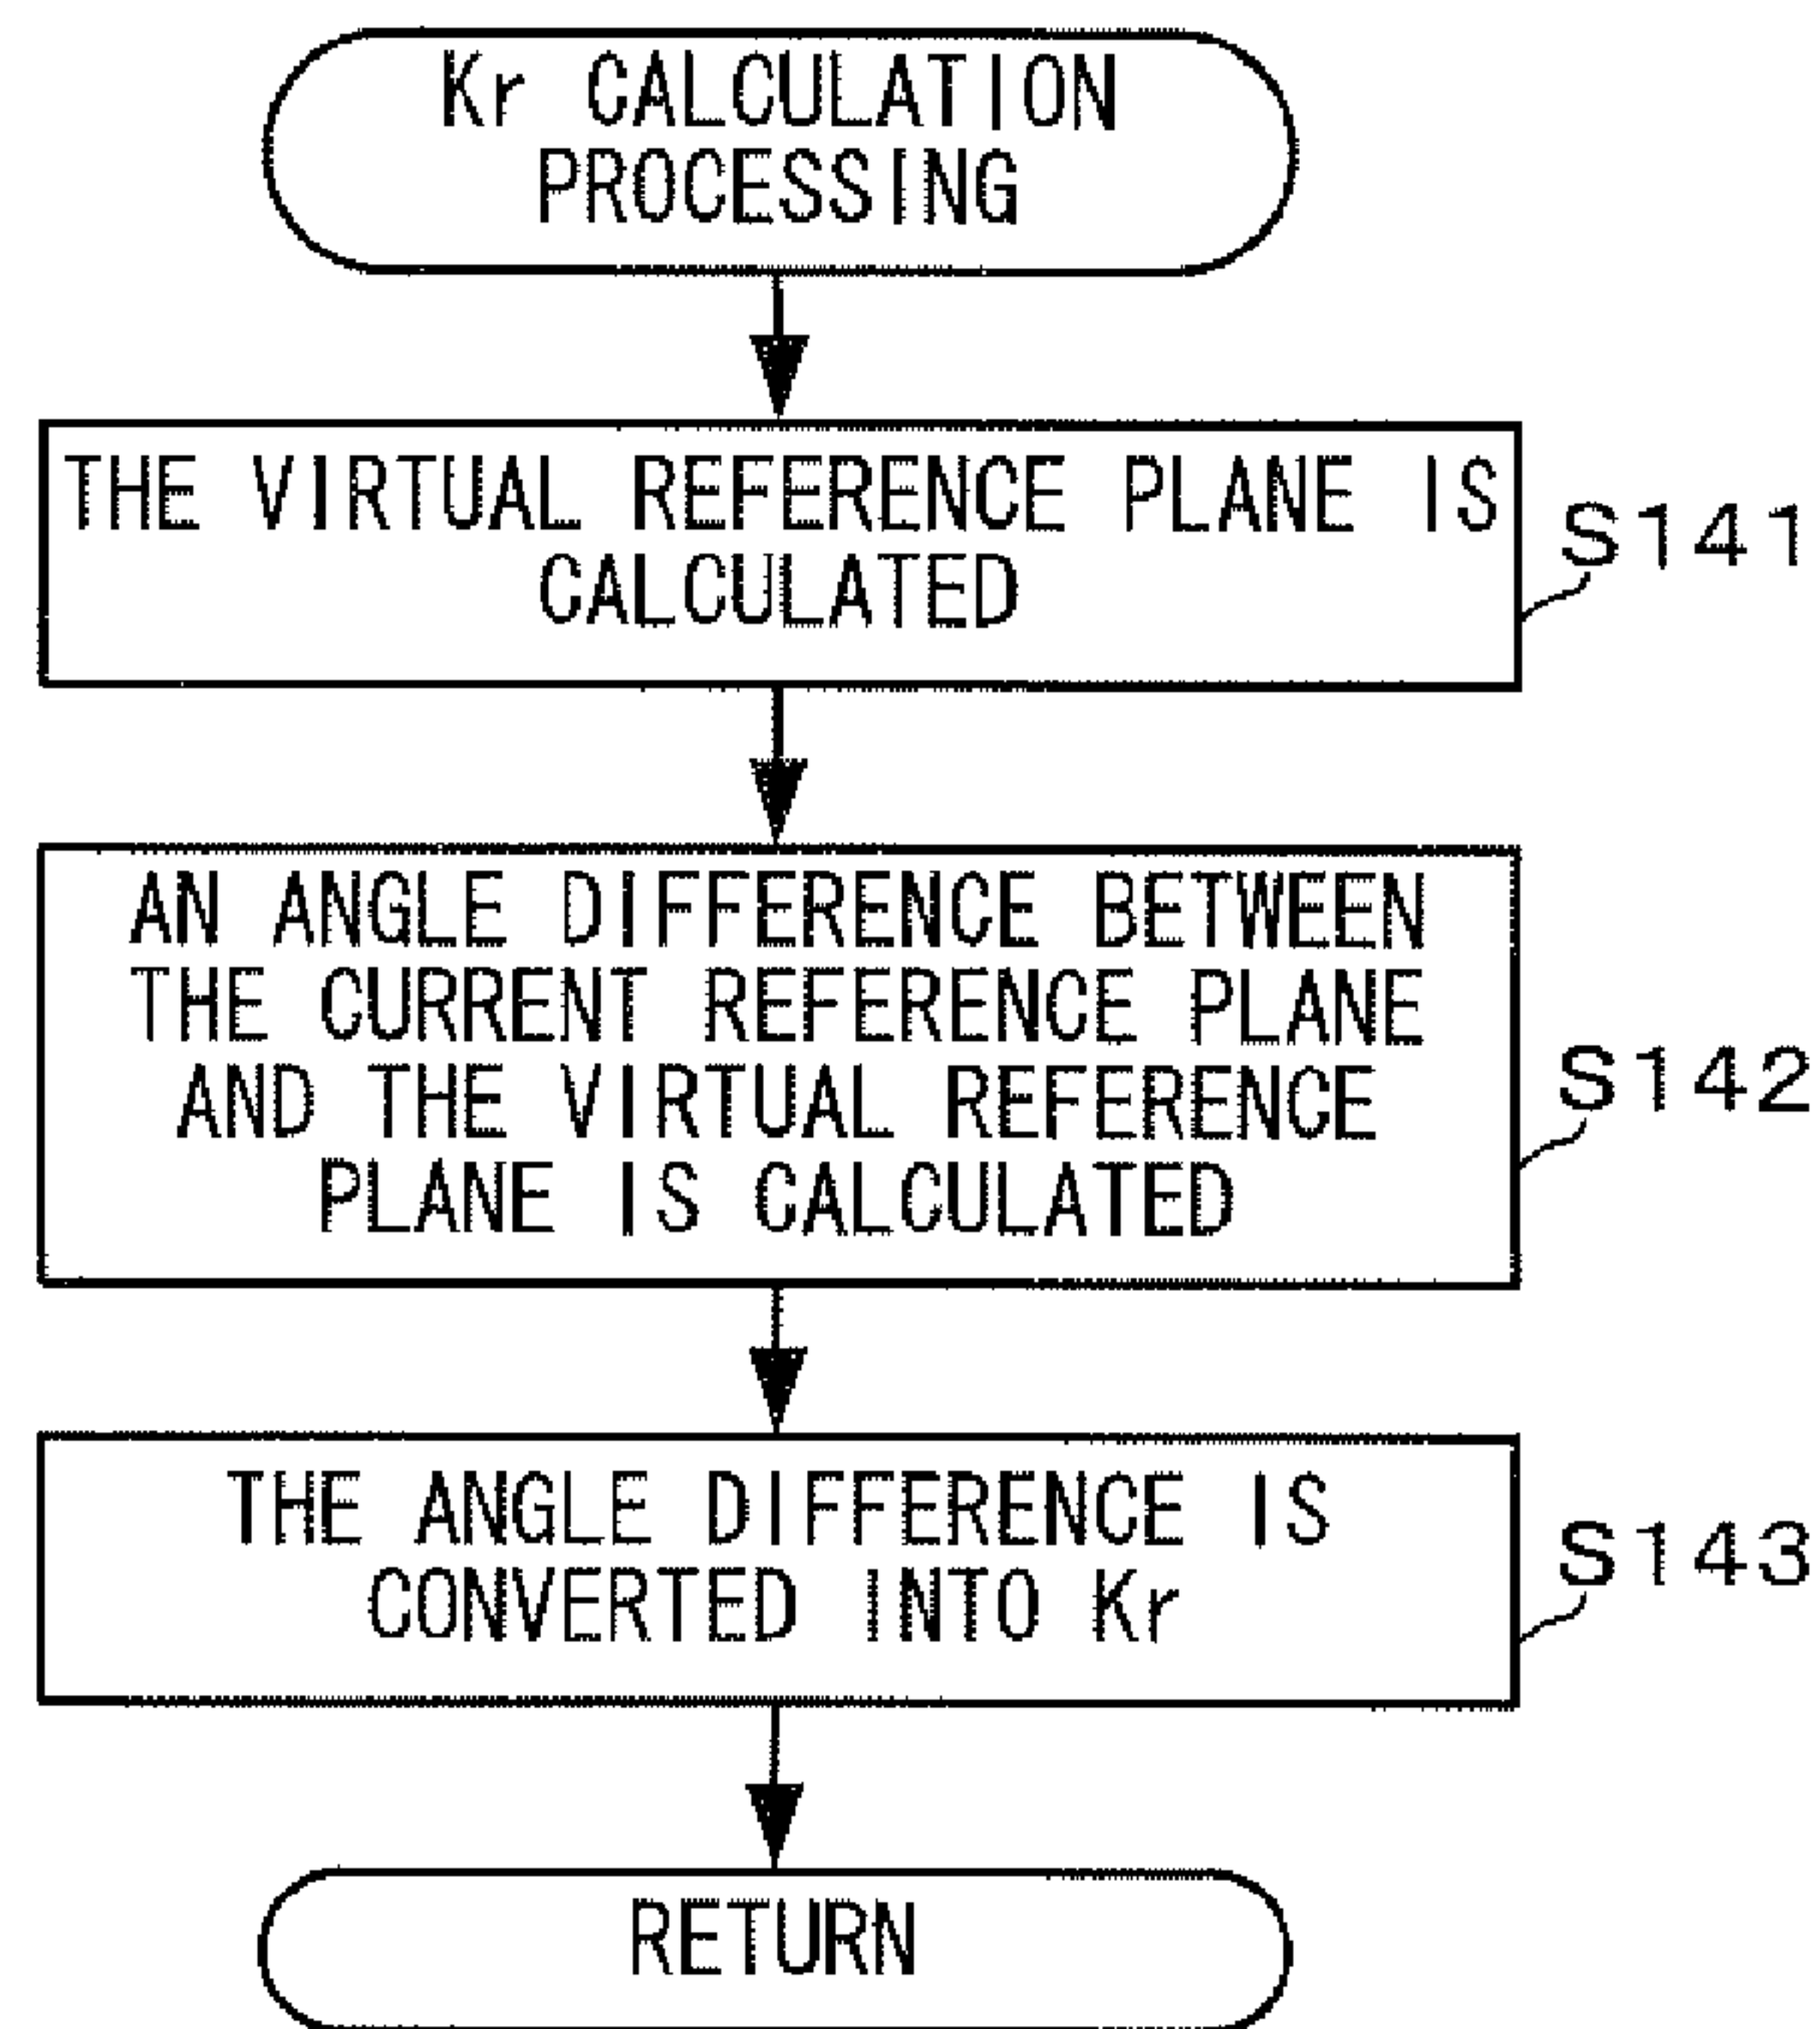 Kr CALCULATION
PROCESSING
THE VIRTUAL REFERENCE PLANE IS
CALCULATED
S141
AN ANGLE DIFFERENCE BETWEEN
THE CURRENT REFERENCE PLANE
AND THE VIRTUAL REFERENCE
PLANE IS CALCULATED
S142
THE ANGLE DIFFERENCE IS
CONVERTED INTO Kr
S143
RETURN